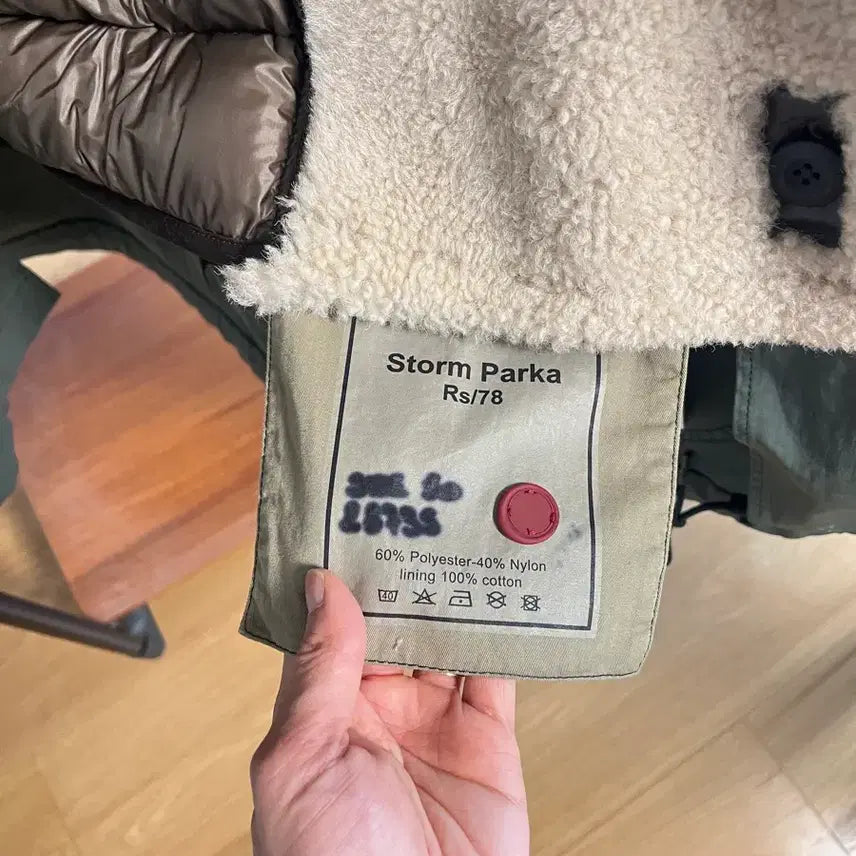 Storm Parka
Rs/78
60% Polyester-40% Nylon
lining 100% cotton
40